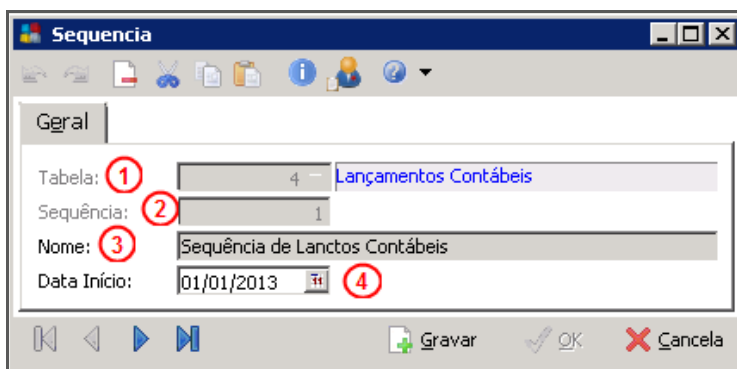 Sequencia
Geral
Tabela: 1 4 Lançamentos Contábeis
Sequência: 2 1
Nome: 3 Sequência de Lanctos Contábeis
Data Início: 01/01/2013 4
Gravar OK Cancela